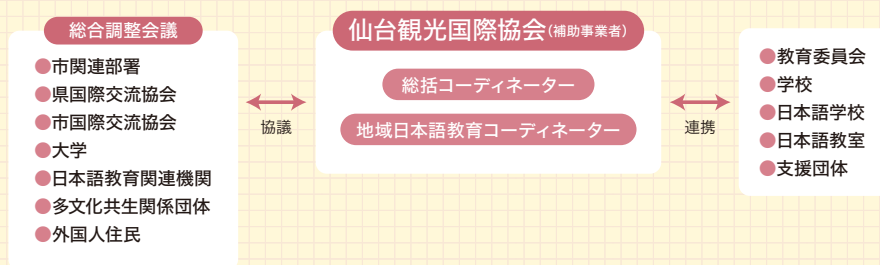 総合調整会議
●市関連部署
●県国際交流協会
●市国際交流協会
●大学
●日本語教育関連機関
●多文化共生関係団体
●外国人住民
協議
仙台観光国際協会(補助事業者)
総括コーディネーター
地域日本語教育コーディネーター
連携
●教育委員会
●学校
●日本語学校
●日本語教室
●支援団体